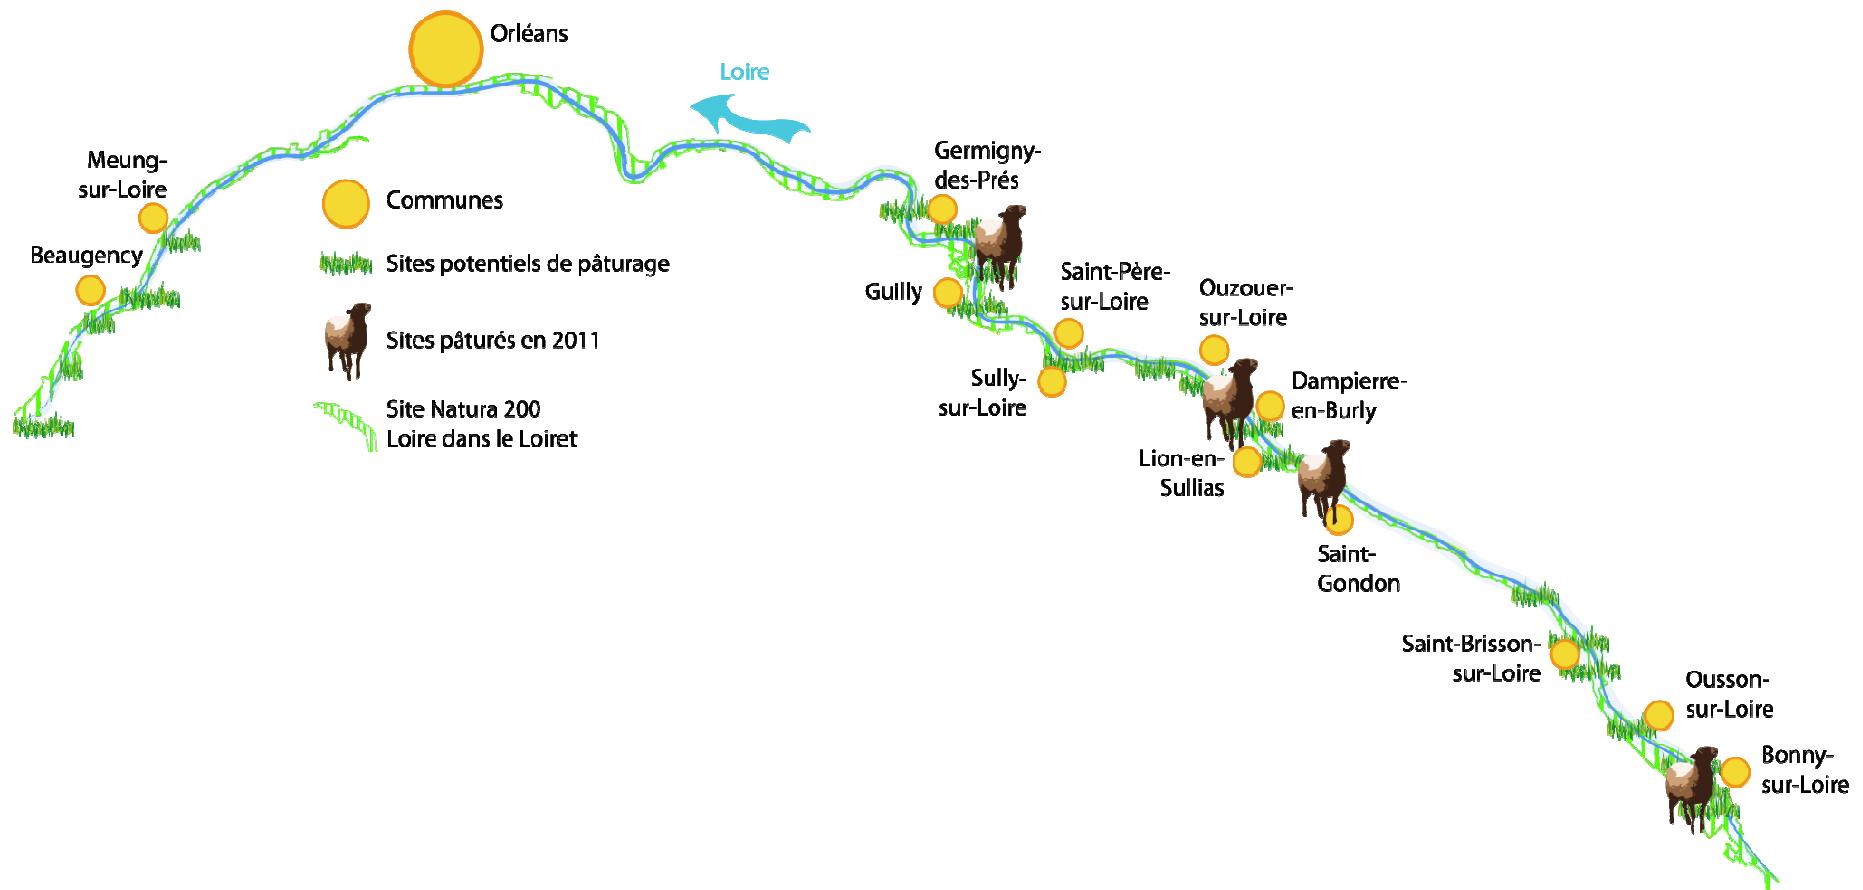 Orléans
Loire
Meung-
sur-Loire
Beaugency
Communes
Sites potentiels de pâturage
Sites pâturés en 2011
Site Natura 200
Loire dans le Loiret
Germigny-
des-Prés
Guilly
Saint-Père-
sur-Loire
Sully-
sur-Loire
Ouzouer-
sur-Loire
Dampierre-
en-Burly
Lion-en-
Sullias
Saint-
Gondon
Saint-Brisson-
sur-Loire
Ousson-
sur-Loire
Bonny-
sur-Loire